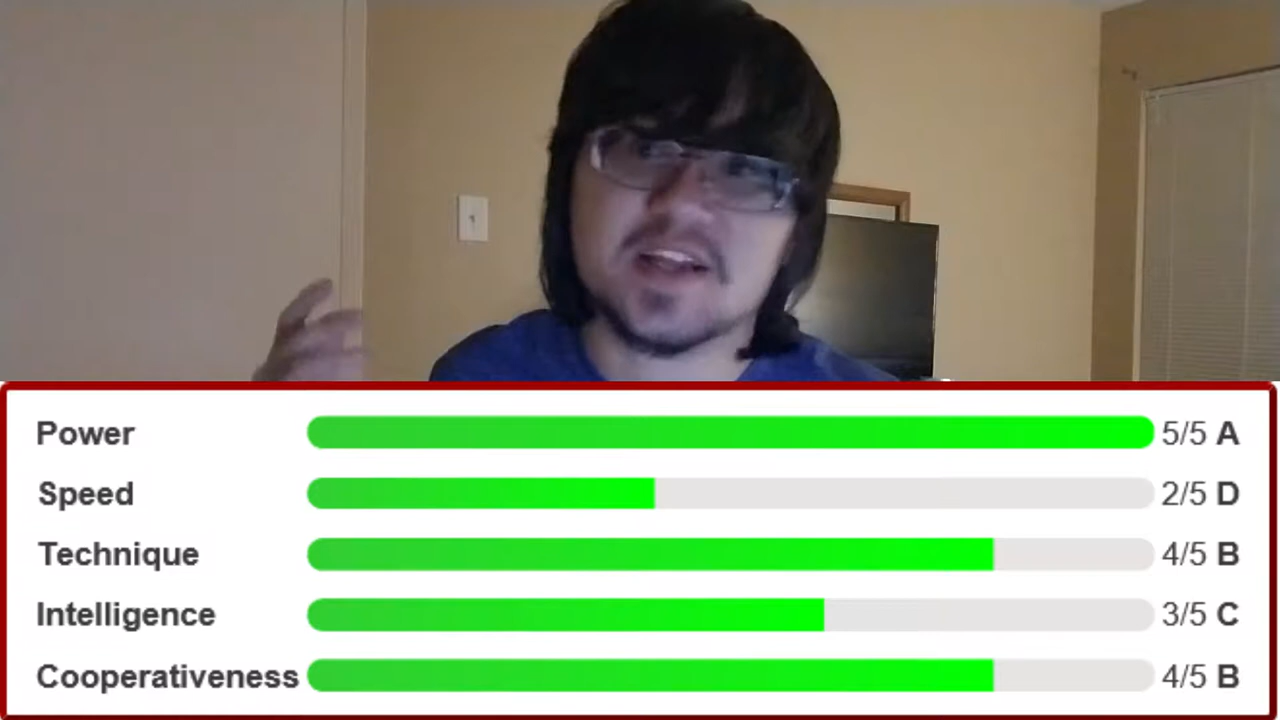 Power 5/5 A
Speed 2/5 D
Technique 4/5 B
Intelligence 3/5 C
Cooperativeness 4/5 B